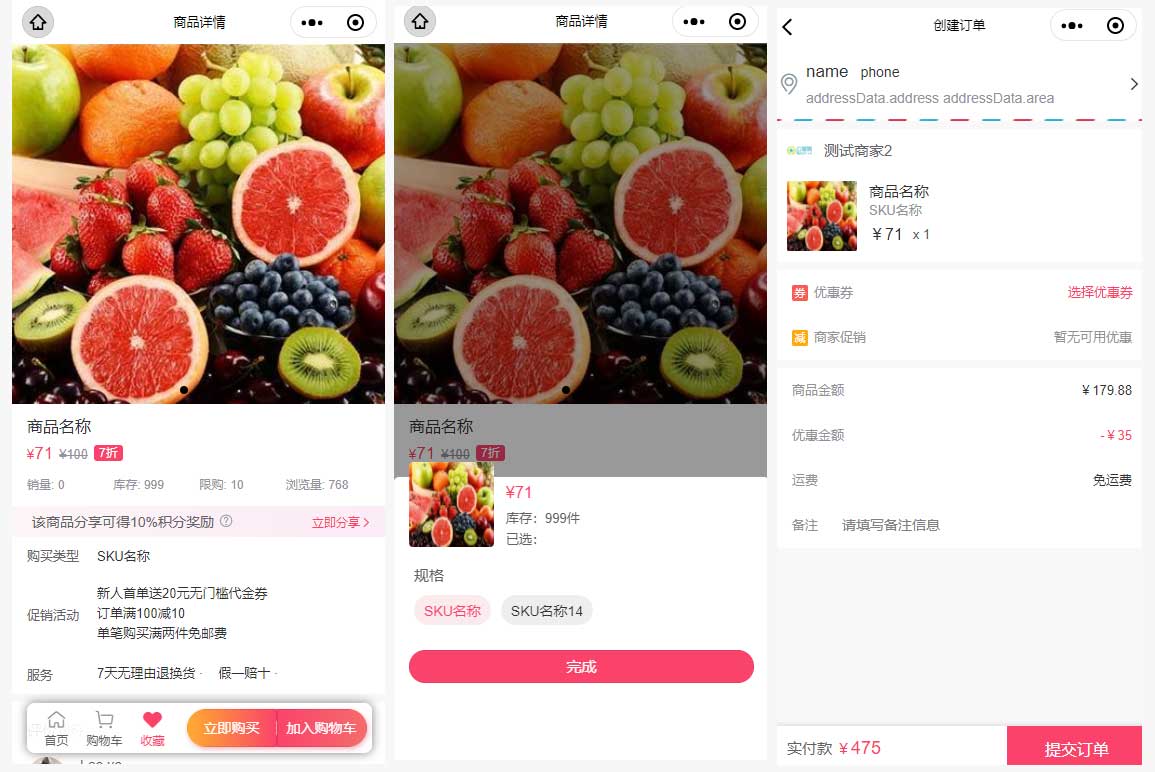 商品详情
商品名称
¥71 ¥100 7折
销量: 0 库存: 999 限购: 10 浏览量: 768
该商品分享可得10%积分奖励 ? 立即分享
购买类型 SKU名称
促销活动
新人首单送20元无门槛代金券
订单满100减10
单笔购买满两件免邮费
服务 7天无理由退换货 · 假一赔十 ·
首页 购物车 收藏 立即购买 加入购物车
商品详情
商品名称
¥71 ¥100 7折
¥71
库存：999件
已选：
规格
SKU名称 SKU名称14
完成
创建订单
name phone
addressData.address addressData.area
测试商家2
商品名称
SKU名称
￥71 x 1
券 优惠券 选择优惠券
减 商家促销 暂无可用优惠
商品金额 ￥179.88
优惠金额 -￥35
运费 免运费
备注 请填写备注信息
实付款 ￥475 提交订单